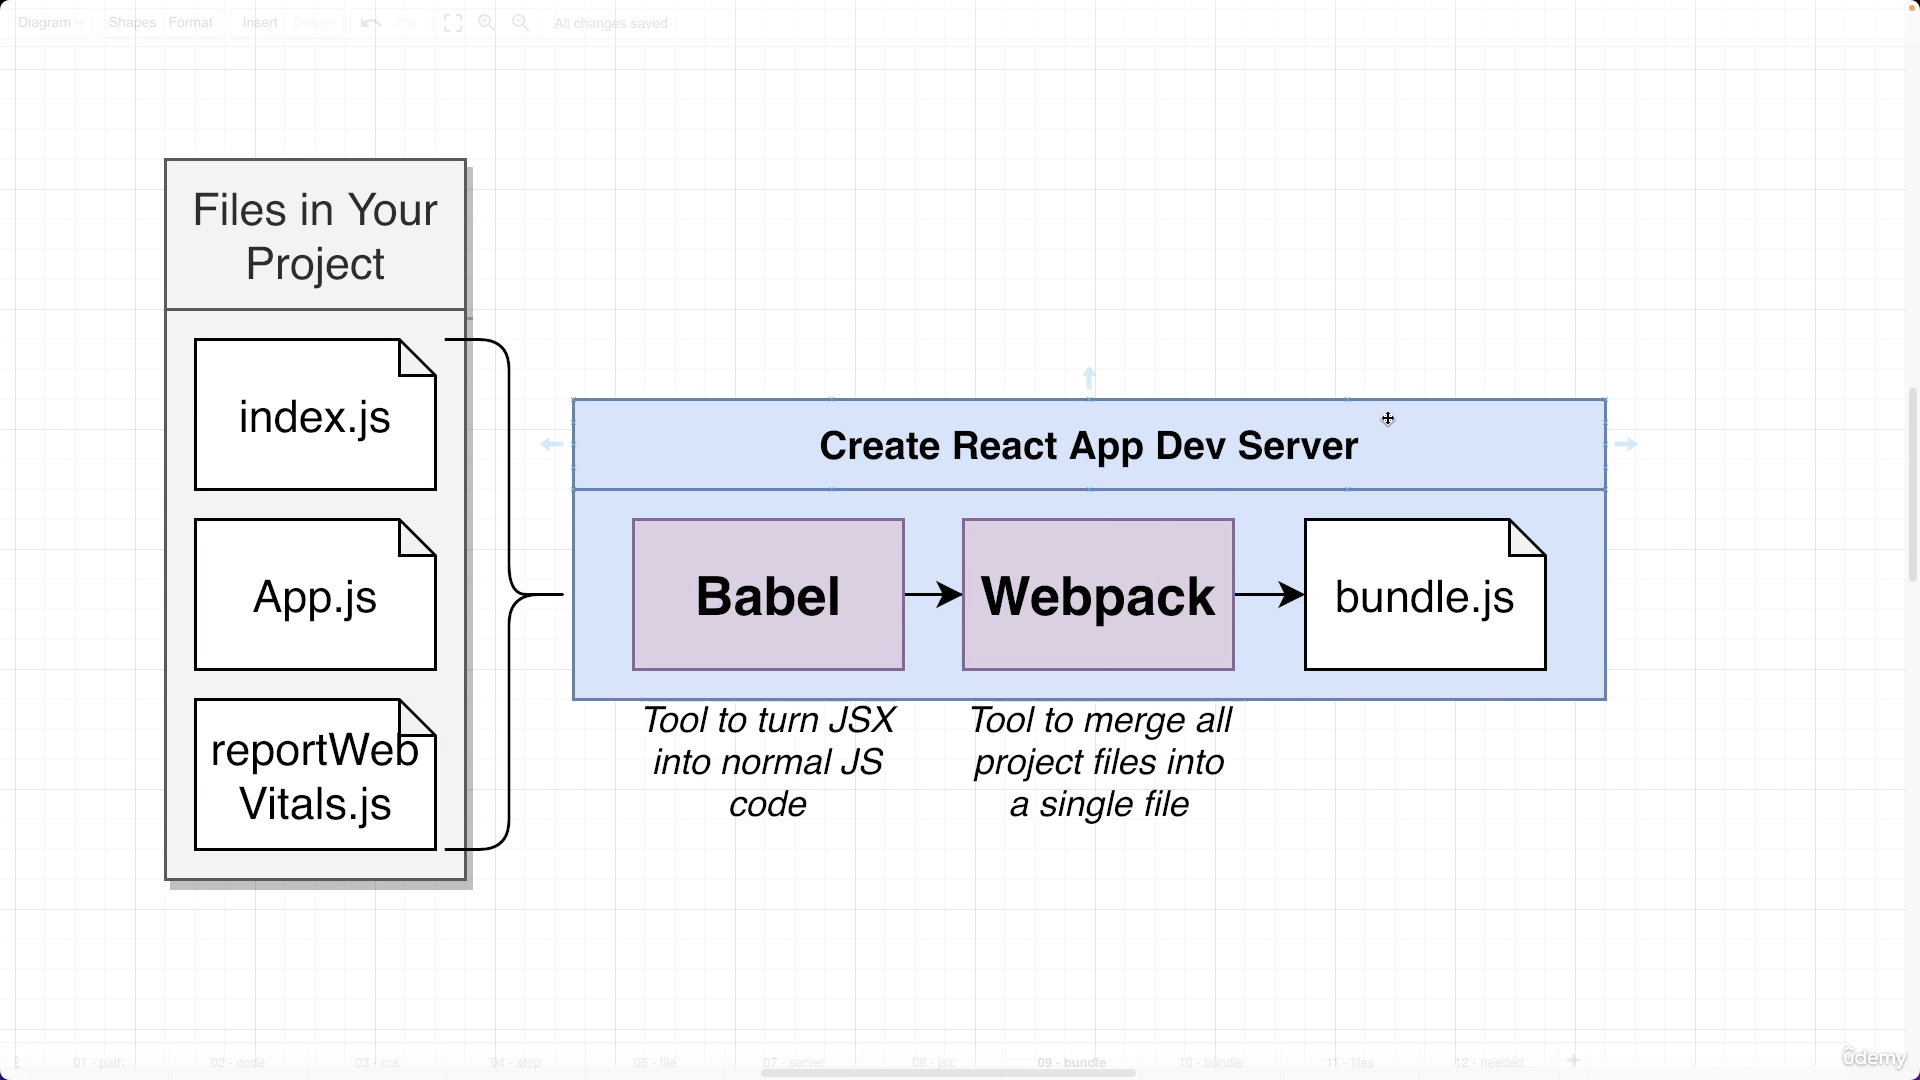 Diagram Shapes Format Insert Delete All changes saved
Files in Your
Project
index.js
App.js
reportWeb
Vitals.js
Create React App Dev Server
Babel
Webpack
bundle.js
Tool to turn JSX
into normal JS
code
Tool to merge all
project files into
a single file
01 - path 02 - node 03 - cra 04 - stop 06 - file 07 - server 08 - jsx 09 - bundle 10 - bundle 11 - files 12 - needed
ûdemy